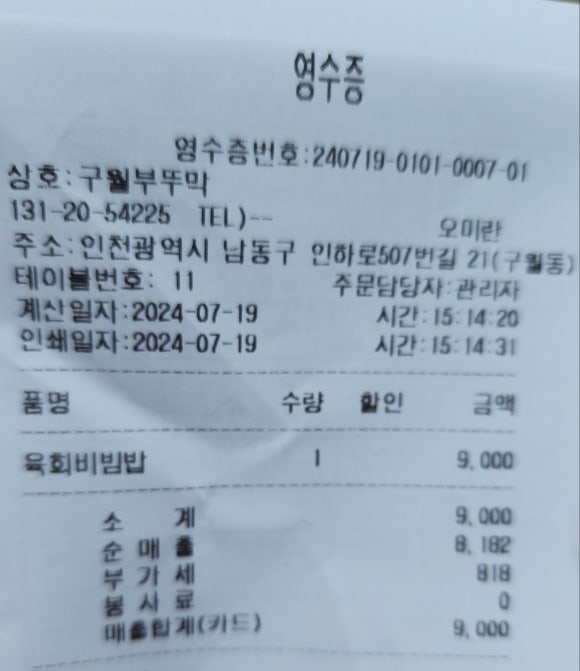 영수증
영수증번호:240719-0101-0007-01
상호:구월부뚜막
131-20-54225 TEL)-- 오미란
주소:인천광역시 남동구 인하로507번길 21(구월동)
테이블번호: 11 주문담당자:관리자
계산일자:2024-07-19 시간:15:14:20
인쇄일자:2024-07-19 시간:15:14:31
품명 수량 할인 금액
육회비빔밥 1 9,000
소 계 9,000
순 매 출 8,182
부 가 세 818
봉 사 료 0
매출합계(카드) 9,000